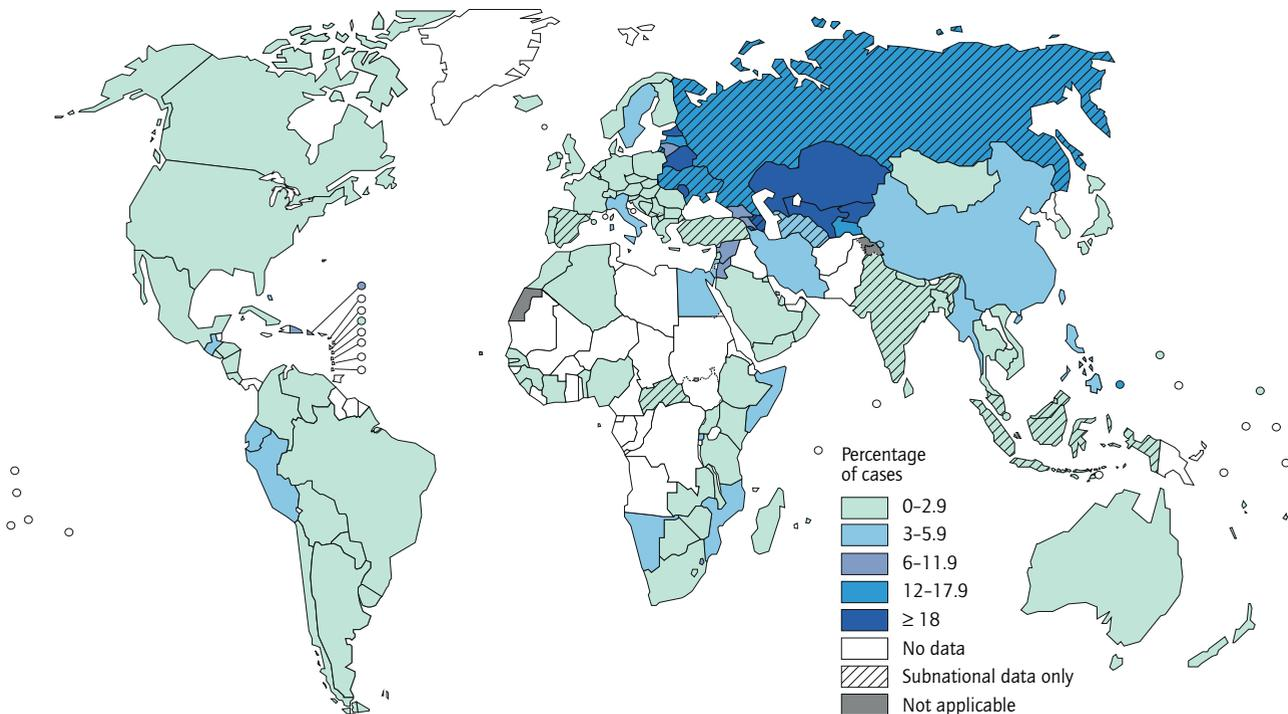 Percentage
of cases
0–2.9
3–5.9
6–11.9
12–17.9
≥ 18
No data
Subnational data only
Not applicable